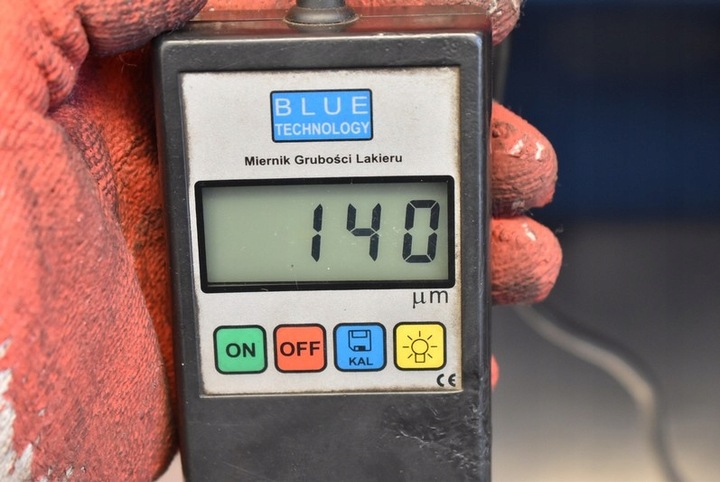 BLUE
TECHNOLOGY
Miernik Grubości Lakieru
140
µm
ON OFF KAL
CE